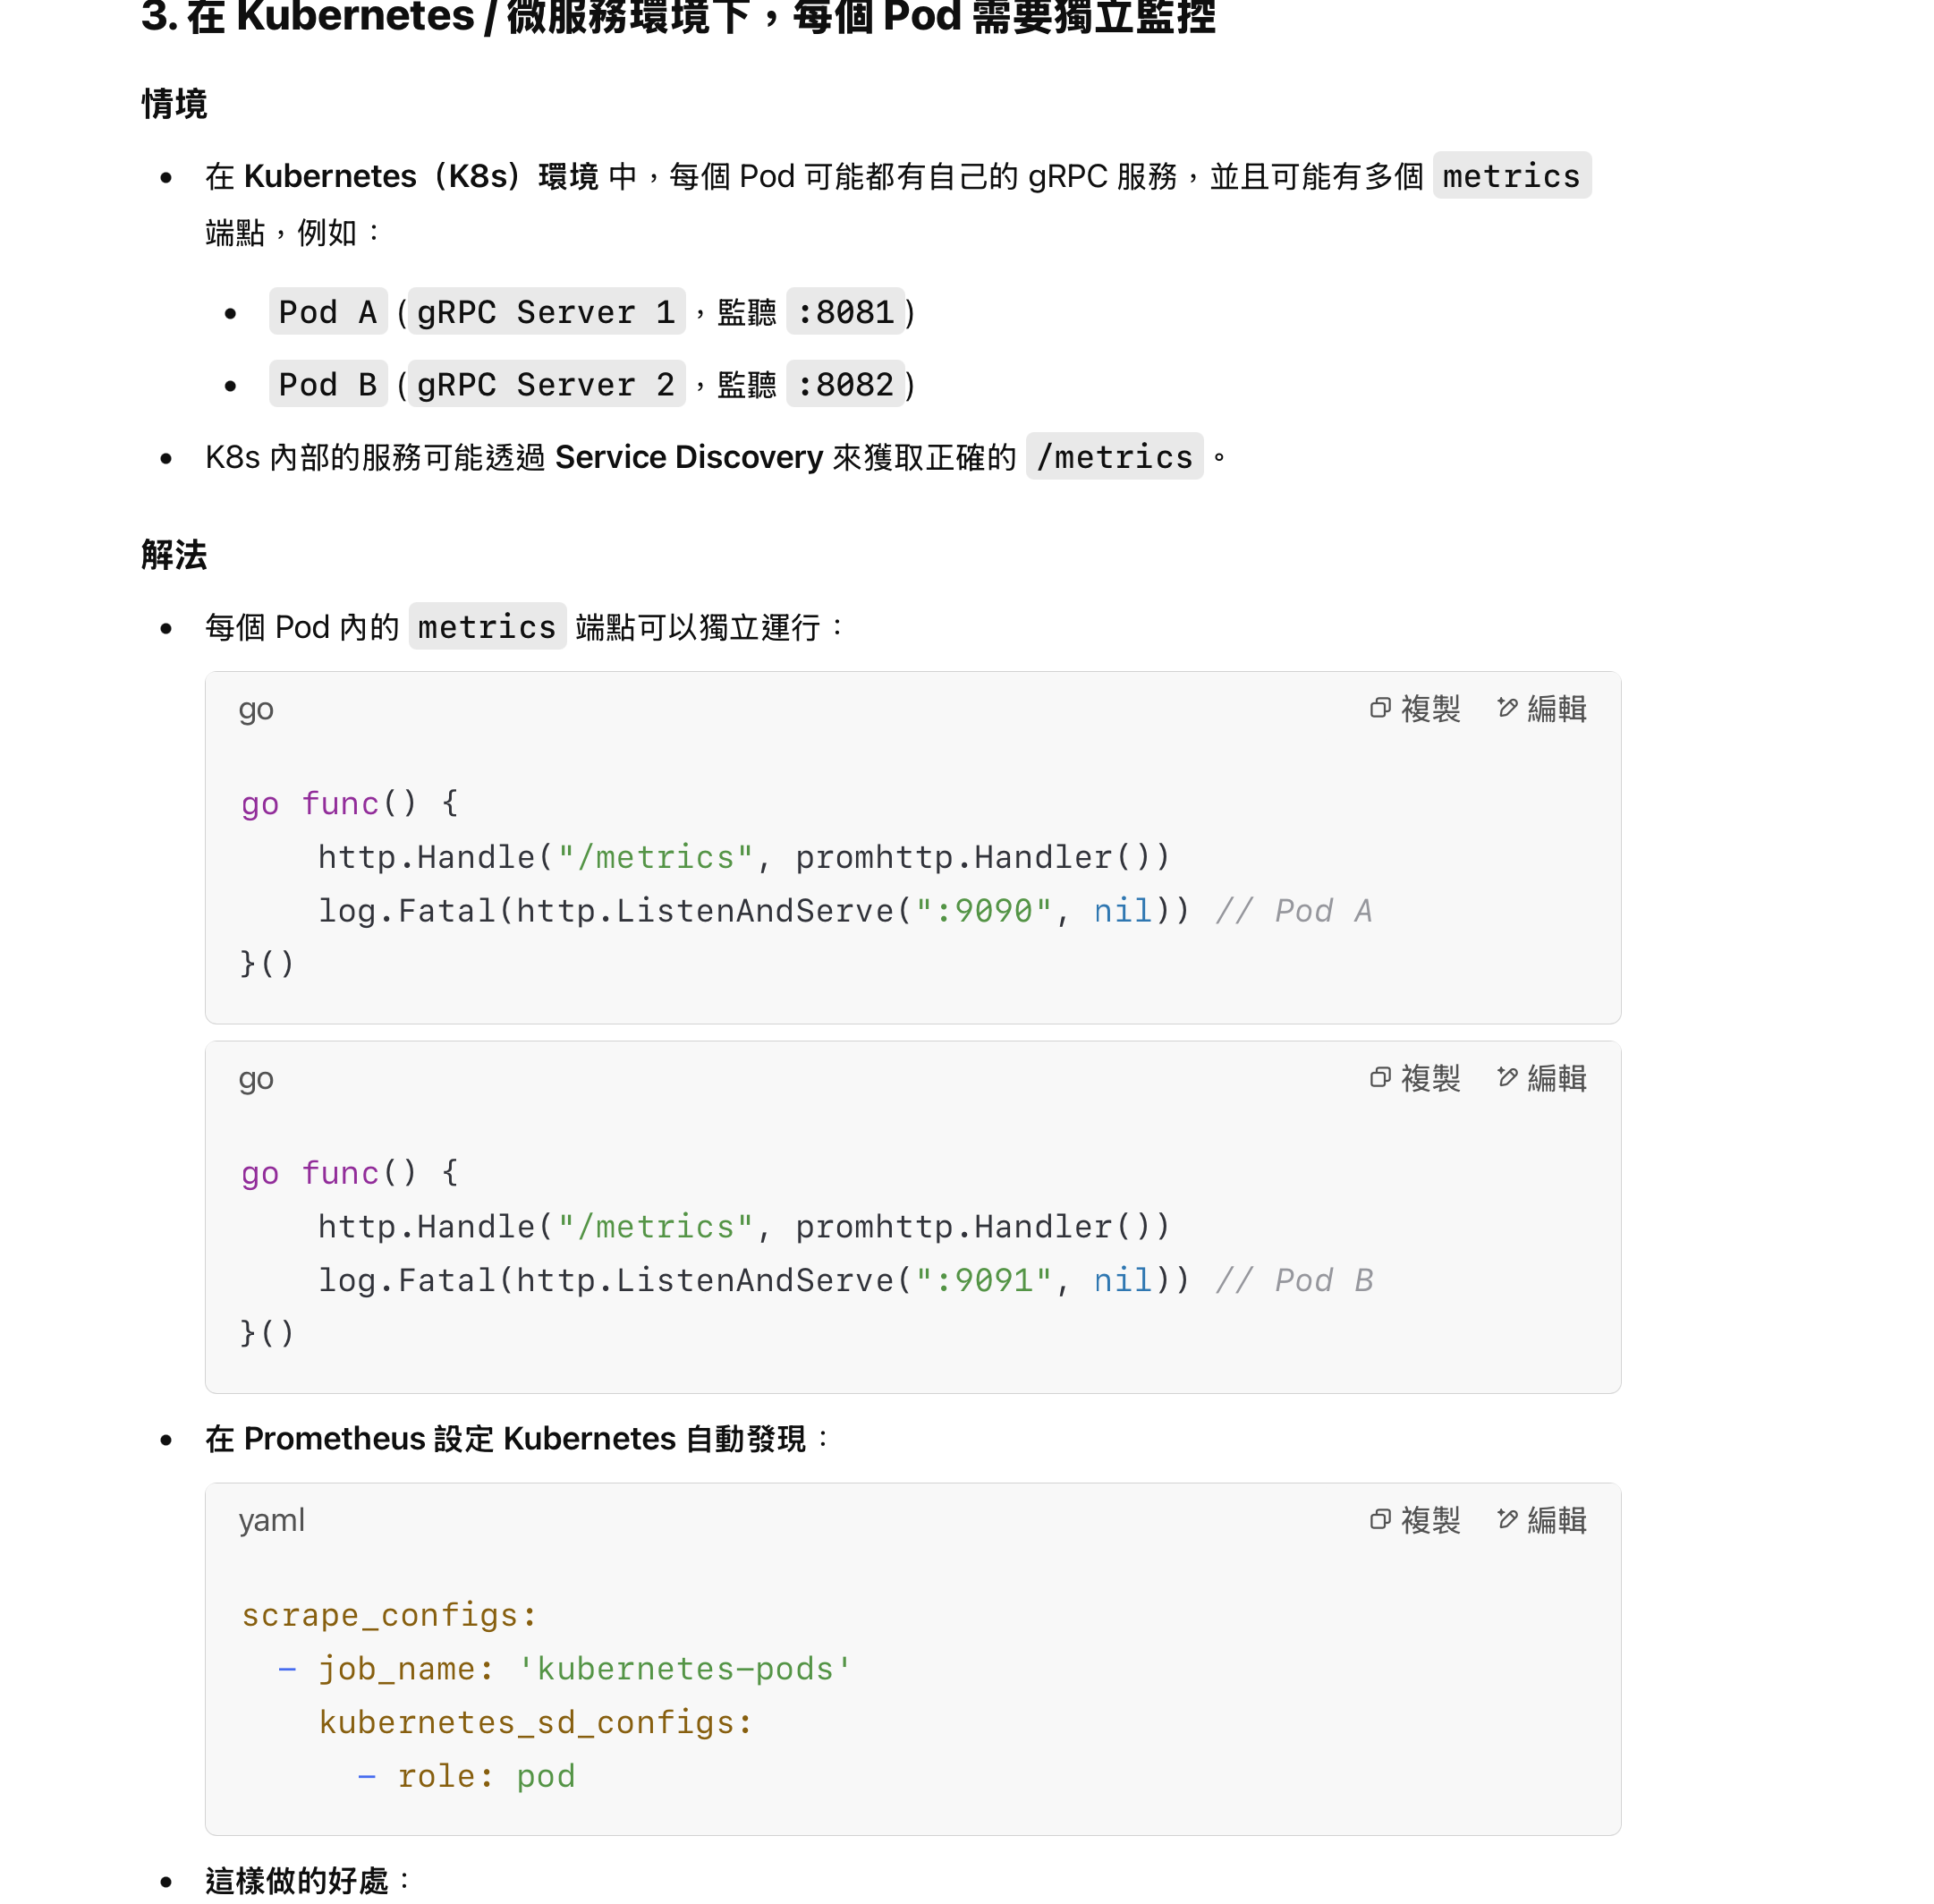 3. 在 Kubernetes / 微服務環境下，每個 Pod 需要獨立監控
情境
在 Kubernetes（K8s）環境 中，每個 Pod 可能都有自己的 gRPC 服務，並且可能有多個 metrics
端點，例如：
Pod A (gRPC Server 1，監聽 :8081)
Pod B (gRPC Server 2，監聽 :8082)
K8s 內部的服務可能透過 Service Discovery 來獲取正確的 /metrics。
解法
每個 Pod 內的 metrics 端點可以獨立運行：
go 複製 編輯
go func() {
    http.Handle("/metrics", promhttp.Handler())
    log.Fatal(http.ListenAndServe(":9090", nil)) // Pod A
}()
go 複製 編輯
go func() {
    http.Handle("/metrics", promhttp.Handler())
    log.Fatal(http.ListenAndServe(":9091", nil)) // Pod B
}()
在 Prometheus 設定 Kubernetes 自動發現：
yaml 複製 編輯
scrape_configs:
  - job_name: 'kubernetes-pods'
    kubernetes_sd_configs:
      - role: pod
這樣做的好處：